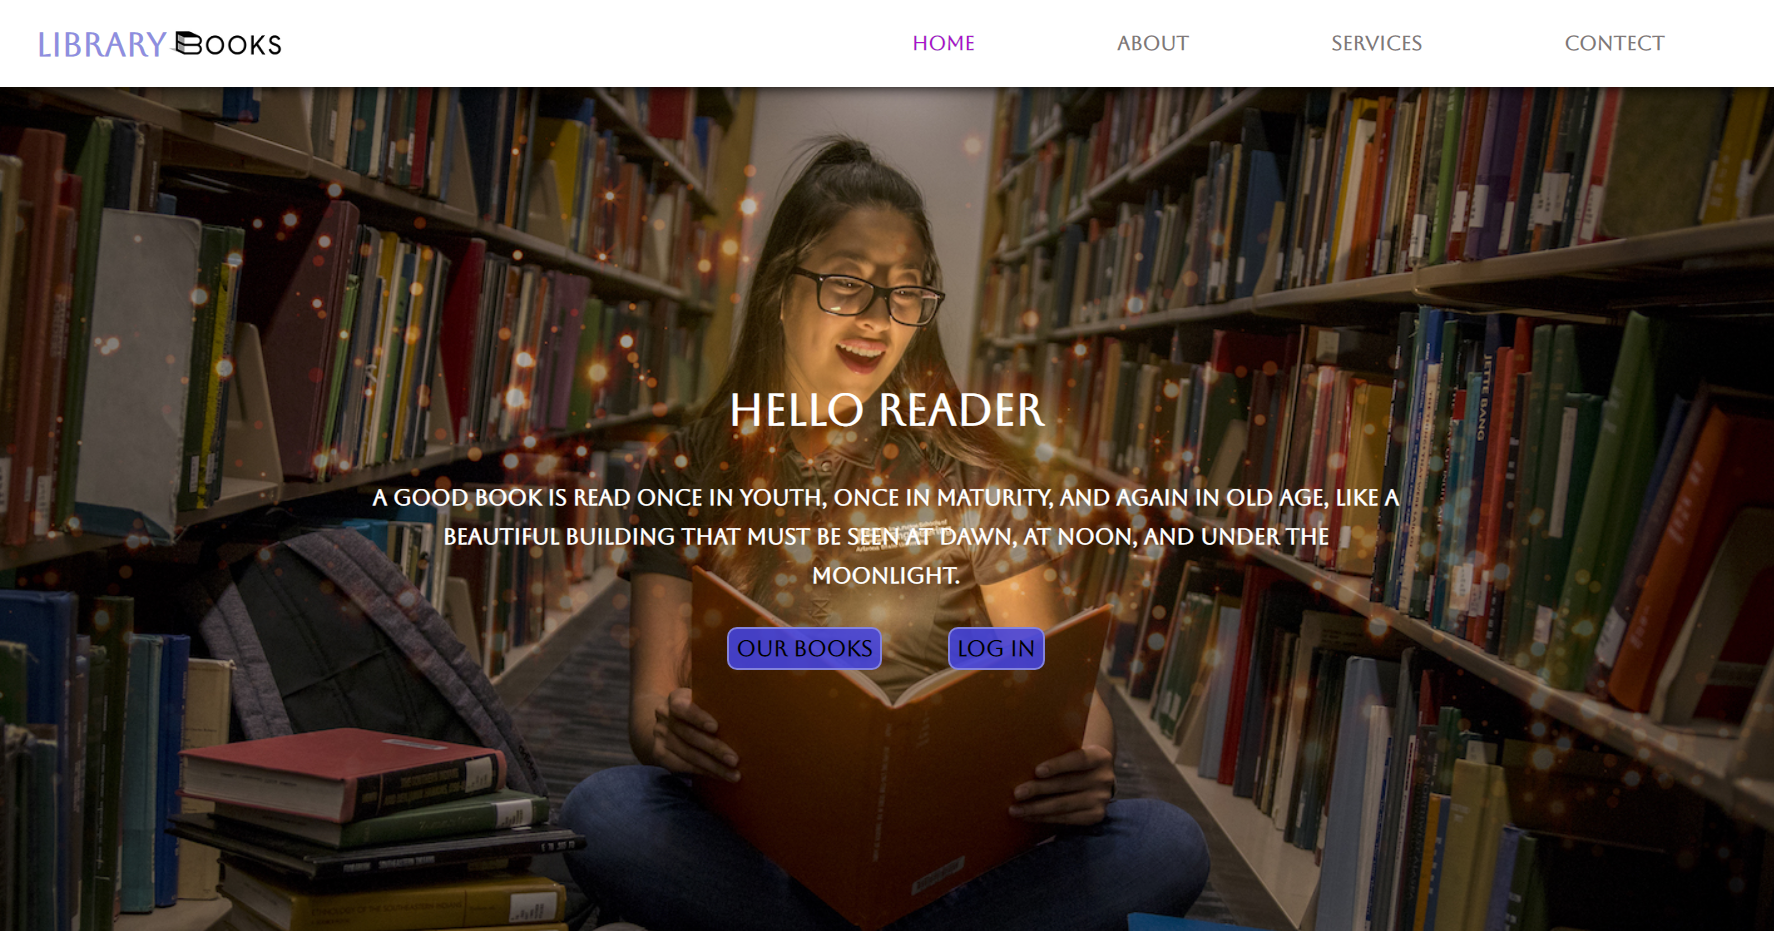 LIBRARY BOOKS
HOME
ABOUT
SERVICES
CONTECT
HELLO READER
A GOOD BOOK IS READ ONCE IN YOUTH, ONCE IN MATURITY, AND AGAIN IN OLD AGE, LIKE A
BEAUTIFUL BUILDING THAT MUST BE SEEN AT DAWN, AT NOON, AND UNDER THE
MOONLIGHT.
OUR BOOKS
LOG IN
JETTE BANG